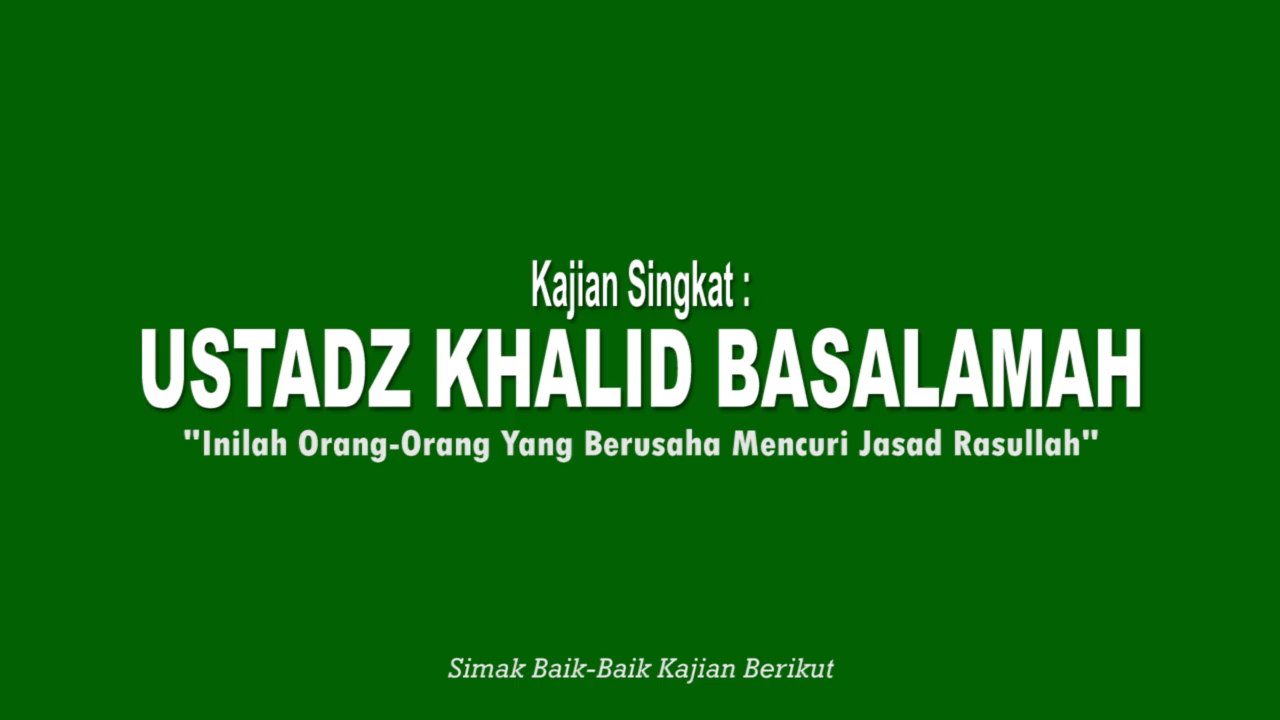 Kajian Singkat :
USTADZ KHALID BASALAMAH
"Inilah Orang-Orang Yang Berusaha Mencuri Jasad Rasullah"
Simak Baik-Baik Kajian Berikut